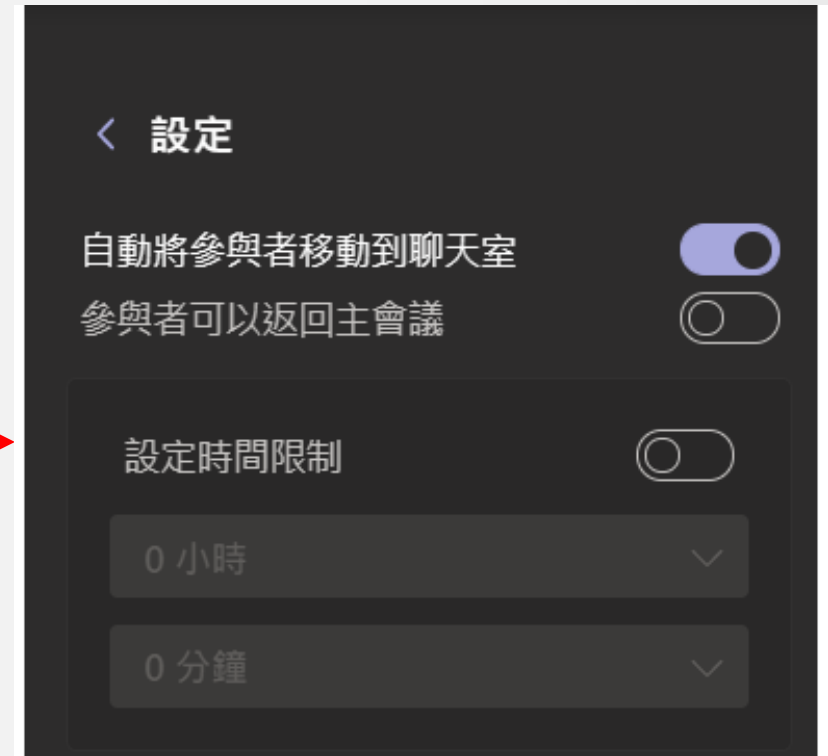 設定
自動將參與者移動到聊天室
參與者可以返回主會議
設定時間限制
0 小時
0 分鐘